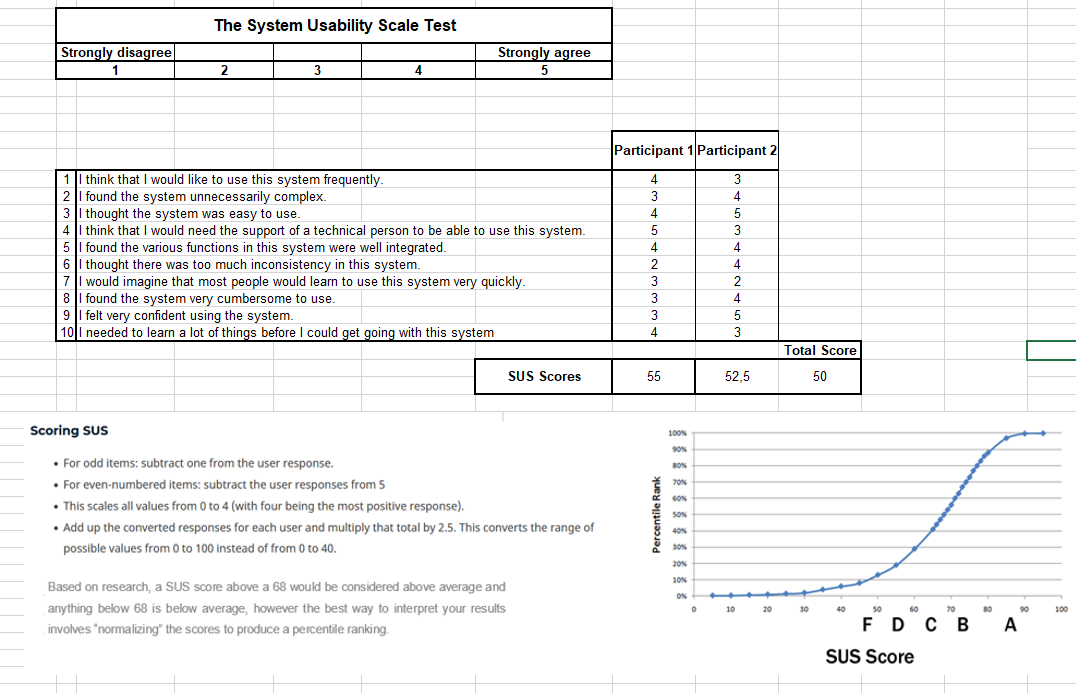 The System Usability Scale Test
Strongly disagree Strongly agree
1 2 3 4 5
Participant 1 Participant 2
1 I think that I would like to use this system frequently. 4 3
2 I found the system unnecessarily complex. 3 4
3 I thought the system was easy to use. 4 5
4 I think that I would need the support of a technical person to be able to use this system. 5 3
5 I found the various functions in this system were well integrated. 4 4
6 I thought there was too much inconsistency in this system. 2 4
7 I would imagine that most people would learn to use this system very quickly. 3 2
8 I found the system very cumbersome to use. 3 4
9 I felt very confident using the system. 3 5
10 I needed to learn a lot of things before I could get going with this system 4 3
Total Score
SUS Scores 55 52,5 50
Scoring SUS
• For odd items: subtract one from the user response.
• For even-numbered items: subtract the user responses from 5
• This scales all values from 0 to 4 (with four being the most positive response).
• Add up the converted responses for each user and multiply that total by 2.5. This converts the range of
possible values from 0 to 100 instead of from 0 to 40.
Based on research, a SUS score above a 68 would be considered above average and
anything below 68 is below average, however the best way to interpret your results
involves "normalizing" the scores to produce a percentile ranking.
Percentile Rank
100%
90%
80%
70%
60%
50%
40%
30%
20%
10%
0%
0 10 20 30 40 50 60 70 80 90 100
F D C B A
SUS Score